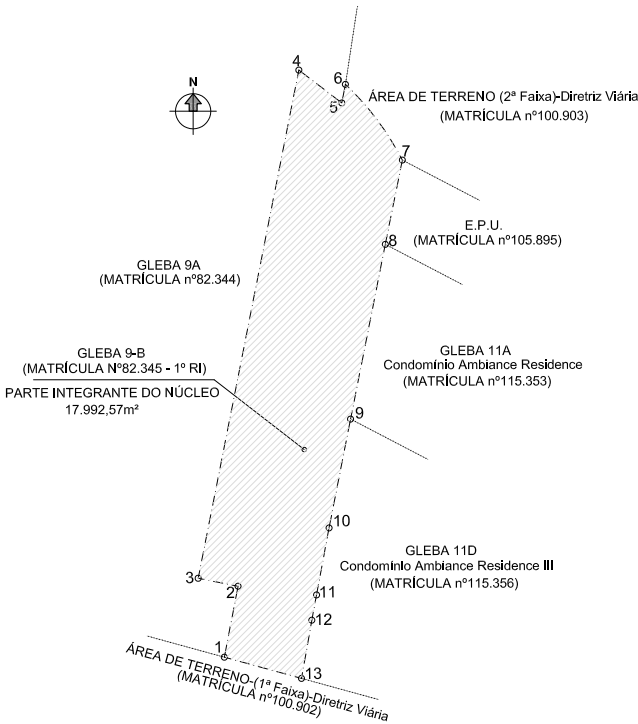 4
N
6
5
ÁREA DE TERRENO (2ª Faixa)-Diretriz Viária
(MATRÍCULA nº100.903)
7
E.P.U.
(MATRÍCULA nº105.895)
8
GLEBA 9A
(MATRÍCULA nº82.344)
GLEBA 9-B
(MATRÍCULA Nº82.345 - 1º RI)
PARTE INTEGRANTE DO NÚCLEO
17.992,57m²
GLEBA 11A
Condomínio Ambiance Residence
(MATRÍCULA nº115.353)
9
10
GLEBA 11D
Condomínio Ambiance Residence III
(MATRÍCULA nº115.356)
3
2
11
12
1
13
ÁREA DE TERRENO-(1ª Faixa)-Diretriz Viária
(MATRÍCULA nº100.902)